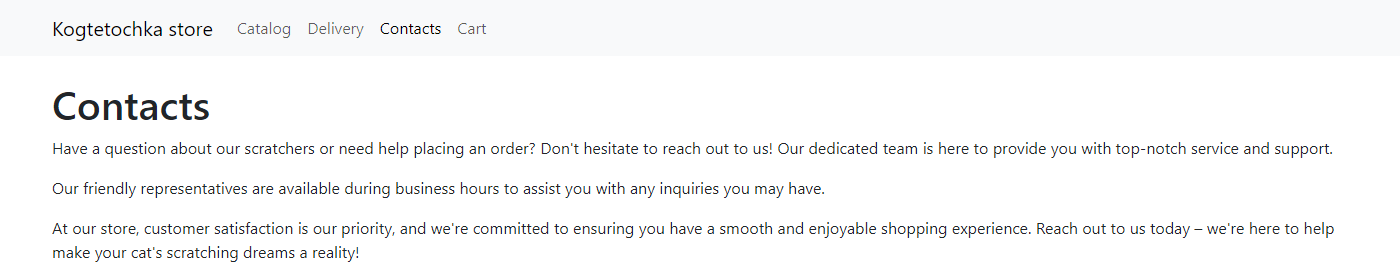 Kogtetochka store Catalog Delivery Contacts Cart
Contacts
Have a question about our scratchers or need help placing an order? Don't hesitate to reach out to us! Our dedicated team is here to provide you with top-notch service and support.
Our friendly representatives are available during business hours to assist you with any inquiries you may have.
At our store, customer satisfaction is our priority, and we're committed to ensuring you have a smooth and enjoyable shopping experience. Reach out to us today – we're here to help
make your cat's scratching dreams a reality!